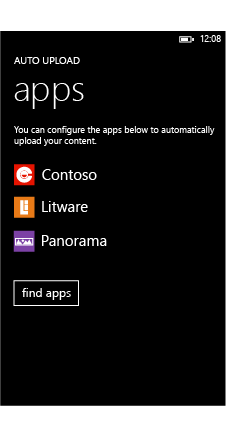 12:08
AUTO UPLOAD
apps
You can configure the apps below to automatically
upload your content.
Contoso
Litware
Panorama
find apps